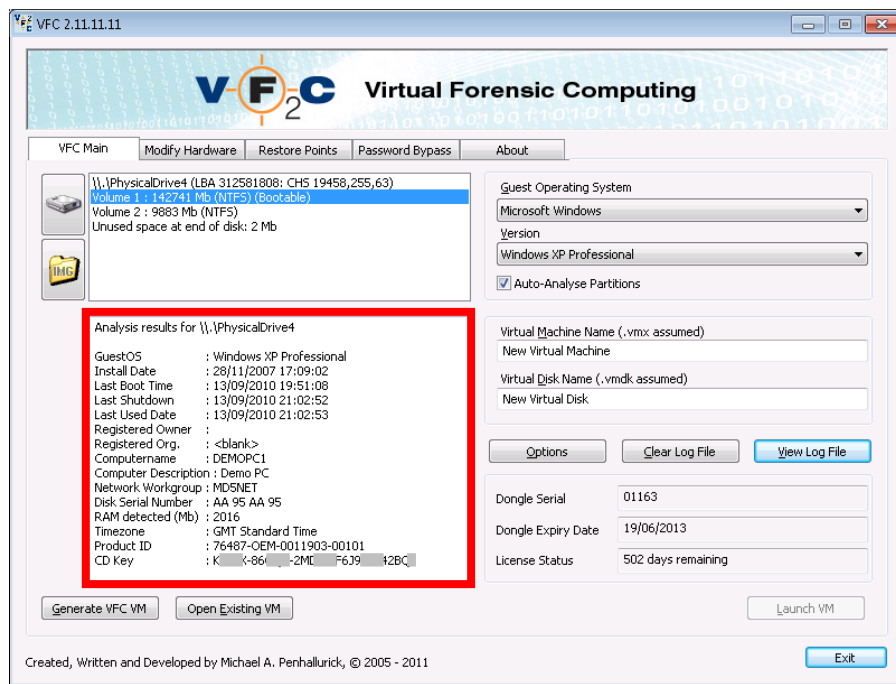 VFC 2.11.11.11
V-F2C Virtual Forensic Computing
VFC Main
Modify Hardware
Restore Points
Password Bypass
About
\\.\PhysicalDrive4 (LBA 312581808: CHS 19458,255,63)
Volume 1 : 142741 Mb (NTFS) (Bootable)
Volume 2 : 9883 Mb (NTFS)
Unused space at end of disk: 2 Mb
IMG
Guest Operating System
Microsoft Windows
Version
Windows XP Professional
Auto-Analyse Partitions
Analysis results for \\.\PhysicalDrive4
GuestOS : Windows XP Professional
Install Date : 28/11/2007 17:09:02
Last Boot Time : 13/09/2010 19:51:08
Last Shutdown : 13/09/2010 21:02:52
Last Used Date : 13/09/2010 21:02:53
Registered Owner :
Registered Org. : <blank>
Computername : DEMOPC1
Computer Description : Demo PC
Network Workgroup : MD5NET
Disk Serial Number : AA 95 AA 95
RAM detected (Mb) : 2016
Timezone : GMT Standard Time
Product ID : 76487-OEM-0011903-00101
CD Key :
Virtual Machine Name (.vmx assumed)
New Virtual Machine
Virtual Disk Name (.vmdk assumed)
New Virtual Disk
Options
Clear Log File
View Log File
Dongle Serial 01163
Dongle Expiry Date 19/06/2013
License Status 502 days remaining
Generate VFC VM
Open Existing VM
Launch VM
Created, Written and Developed by Michael A. Penhallurick, © 2005 - 2011
Exit